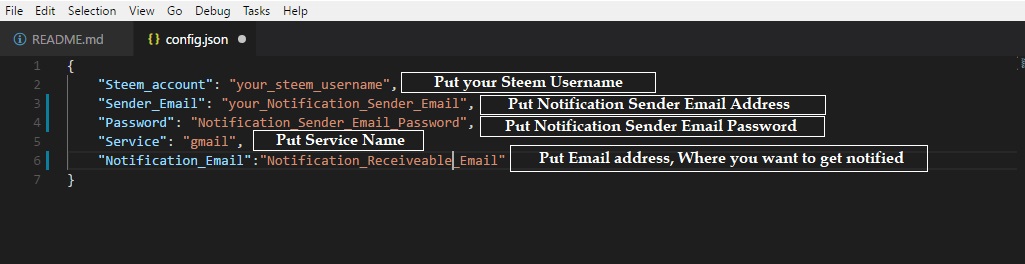 File Edit Selection View Go Debug Tasks Help
README.md {} config.json
1 {
2 "Steem_account": "your_steem_username", Put your Steem Username
3 "Sender_Email": "your_Notification_Sender_Email", Put Notification Sender Email Address
4 "Password": "Notification_Sender_Email_Password", Put Notification Sender Email Password
5 "Service": "gmail", Put Service Name
6 "Notification_Email":"Notification_Receiveable_Email" Put Email address, Where you want to get notified
7 }